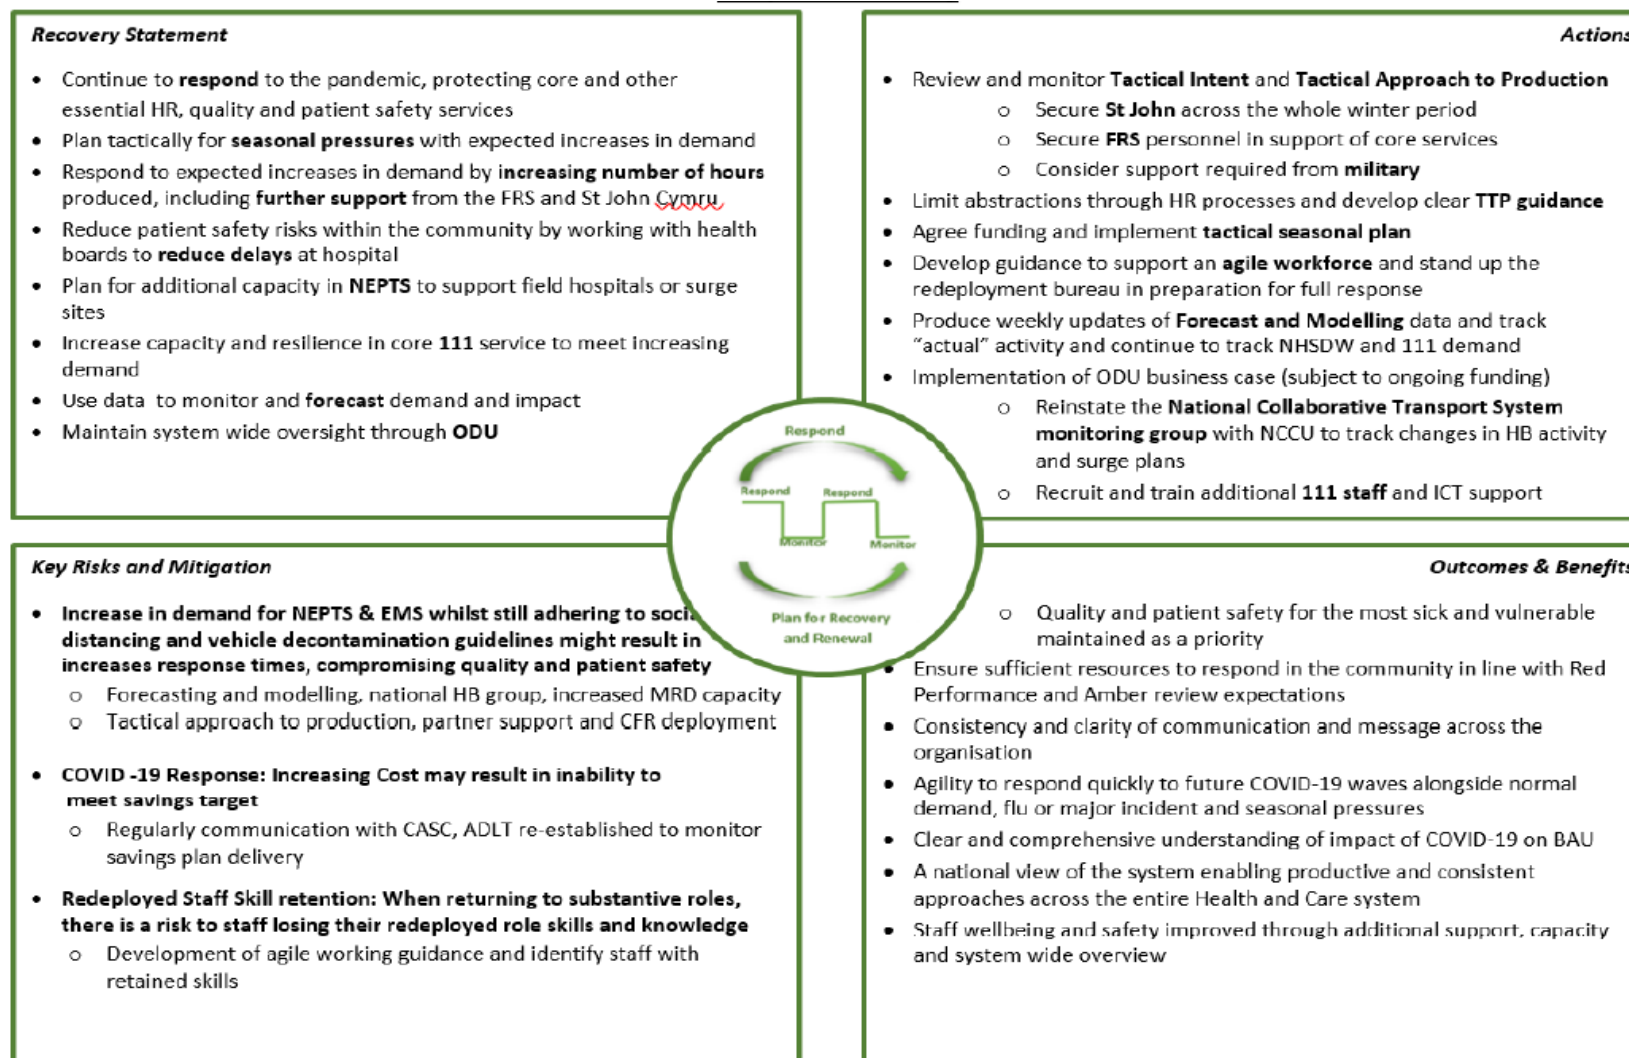 Recovery Statement
• Continue to respond to the pandemic, protecting core and other
essential HR, quality and patient safety services
• Plan tactically for seasonal pressures with expected increases in demand
• Respond to expected increases in demand by increasing number of hours
produced, including further support from the FRS and St John Cymru
• Reduce patient safety risks within the community by working with health
boards to reduce delays at hospital
• Plan for additional capacity in NEPTS to support field hospitals or surge
sites
• Increase capacity and resilience in core 111 service to meet increasing
demand
• Use data to monitor and forecast demand and impact
• Maintain system wide oversight through ODU
Actions
• Review and monitor Tactical Intent and Tactical Approach to Production
o Secure St John across the whole winter period
o Secure FRS personnel in support of core services
o Consider support required from military
• Limit abstractions through HR processes and develop clear TTP guidance
• Agree funding and implement tactical seasonal plan
• Develop guidance to support an agile workforce and stand up the
redeployment bureau in preparation for full response
• Produce weekly updates of Forecast and Modelling data and track
“actual” activity and continue to track NHSDW and 111 demand
• Implementation of ODU business case (subject to ongoing funding)
o Reinstate the National Collaborative Transport System
monitoring group with NCCU to track changes in HB activity
and surge plans
o Recruit and train additional 111 staff and ICT support
Respond
Respond Respond
Monitor Monitor
Plan for Recovery
and Renewal
Key Risks and Mitigation
• Increase in demand for NEPTS & EMS whilst still adhering to soci
distancing and vehicle decontamination guidelines might result in
increases response times, compromising quality and patient safety
o Forecasting and modelling, national HB group, increased MRD capacity
o Tactical approach to production, partner support and CFR deployment
• COVID -19 Response: Increasing Cost may result in inability to
meet savings target
o Regularly communication with CASC, ADLT re-established to monitor
savings plan delivery
• Redeployed Staff Skill retention: When returning to substantive roles,
there is a risk to staff losing their redeployed role skills and knowledge
o Development of agile working guidance and identify staff with
retained skills
Outcomes & Benefits
o Quality and patient safety for the most sick and vulnerable
maintained as a priority
• Ensure sufficient resources to respond in the community in line with Red
Performance and Amber review expectations
• Consistency and clarity of communication and message across the
organisation
• Agility to respond quickly to future COVID-19 waves alongside normal
demand, flu or major incident and seasonal pressures
• Clear and comprehensive understanding of impact of COVID-19 on BAU
• A national view of the system enabling productive and consistent
approaches across the entire Health and Care system
• Staff wellbeing and safety improved through additional support, capacity
and system wide overview